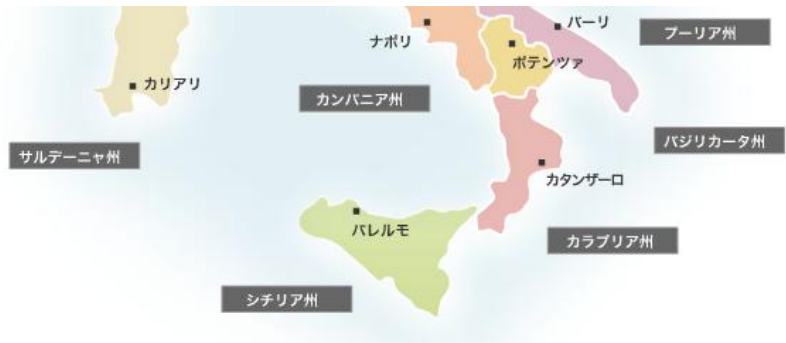 バーリ
プーリア州
ナポリ
ポテンツァ
カリアリ
カンパニア州
バジリカータ州
サルデーニャ州
カタンザーロ
パレルモ
カラブリア州
シチリア州